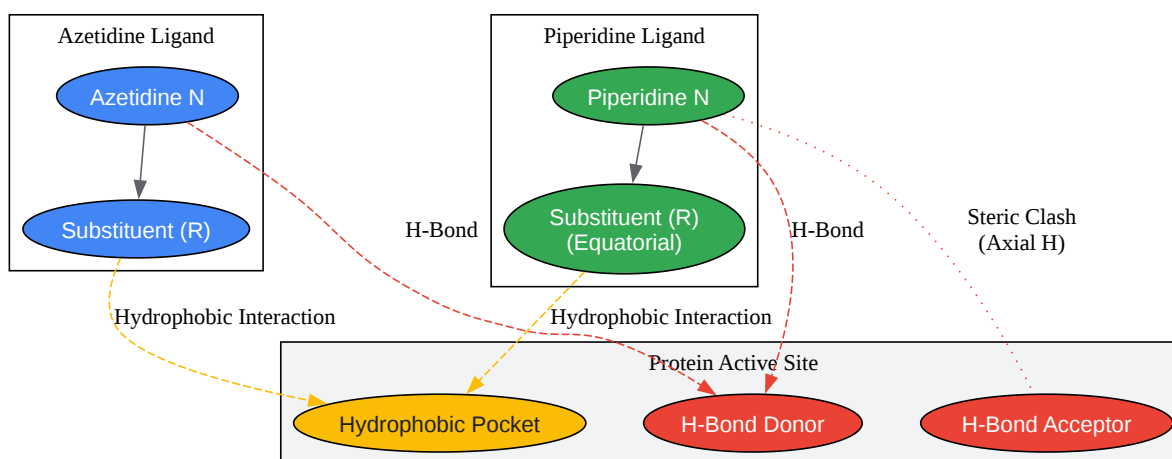 Azetidine Ligand
Piperidine Ligand
Azetidine N
Piperidine N
Substituent (R)
Substituent (R)
(Equatorial)
H-Bond
H-Bond
Steric Clash
(Axial H)
Hydrophobic Interaction
Hydrophobic Interaction
Protein Active Site
Hydrophobic Pocket
H-Bond Donor
H-Bond Acceptor